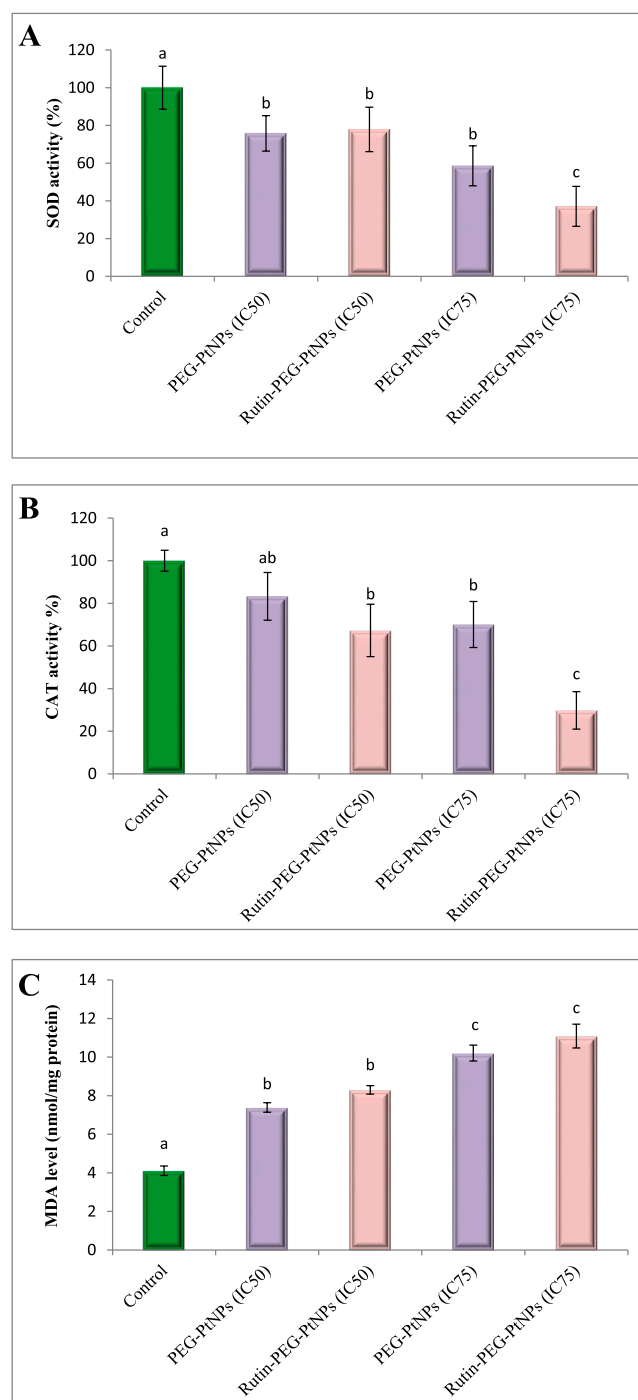 A
SOD activity (%)
120
100
80
60
40
20
0
a
b
b
b
c
Control
PEG-PtNPs (IC50)
Rutin-PEG-PtNPs (IC50)
PEG-PtNPs (IC75)
Rutin-PEG-PtNPs (IC75)
B
CAT activity %)
120
100
80
60
40
20
0
a
ab
b
b
c
Control
PEG-PtNPs (IC50)
Rutin-PEG-PtNPs (IC50)
PEG-PtNPs (IC75)
Rutin-PEG-PtNPs (IC75)
C
MDA level (nmol/mg protein)
14
12
10
8
6
4
2
0
a
b
b
c
c
Control
PEG-PtNPs (IC50)
Rutin-PEG-PtNPs (IC50)
PEG-PtNPs (IC75)
Rutin-PEG-PtNPs (IC75)